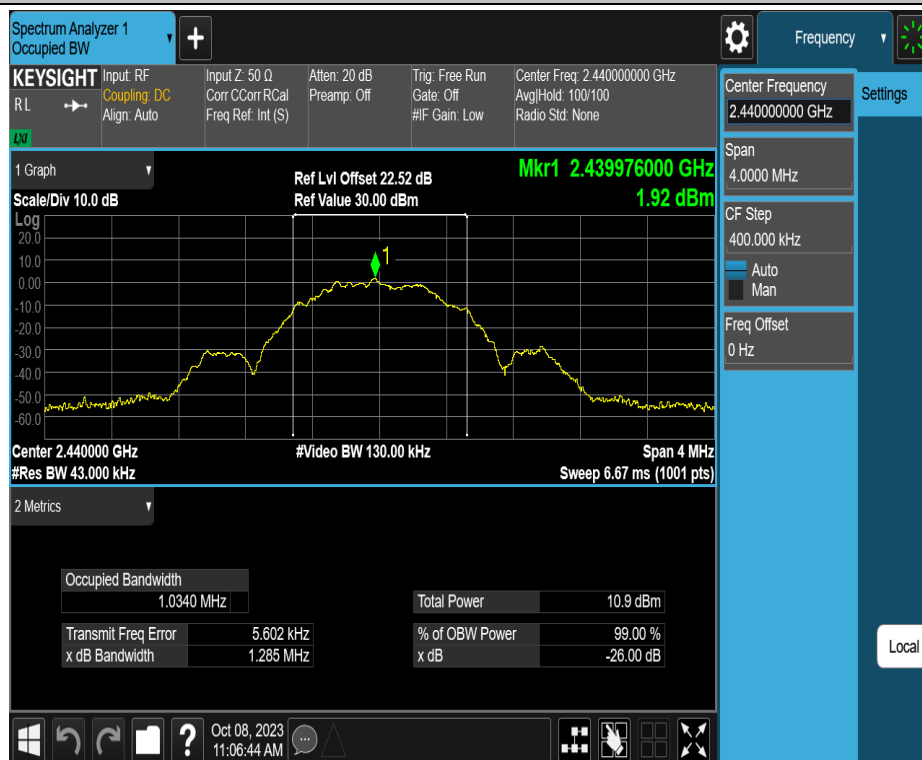 Spectrum Analyzer 1
Occupied BW
+
Frequency
KEYSIGHT
RL
LXI
Input: RF
Coupling: DC
Align: Auto
Input Z: 50 Ω
Corr CCorr RCal
Freq Ref: Int (S)
Atten: 20 dB
Preamp: Off
Trig: Free Run
Gate: Off
#IF Gain: Low
Center Freq: 2.440000000 GHz
Avg|Hold: 100/100
Radio Std: None
Center Frequency
2.440000000 GHz
Settings
Span
4.0000 MHz
CF Step
400.000 kHz
Auto
Man
Freq Offset
0 Hz
1 Graph
Scale/Div 10.0 dB
Ref Lvl Offset 22.52 dB
Ref Value 30.00 dBm
Mkr1 2.439976000 GHz
1.92 dBm
Log
20.0
10.0
0.00
-10.0
-20.0
-30.0
-40.0
-50.0
-60.0
1
Center 2.440000 GHz
#Video BW 130.00 kHz
Span 4 MHz
#Res BW 43.000 kHz
Sweep 6.67 ms (1001 pts)
2 Metrics
Occupied Bandwidth
1.0340 MHz
Total Power 10.9 dBm
Transmit Freq Error 5.602 kHz
% of OBW Power 99.00 %
x dB Bandwidth 1.285 MHz
x dB -26.00 dB
Local
?
Oct 08, 2023
11:06:44 AM